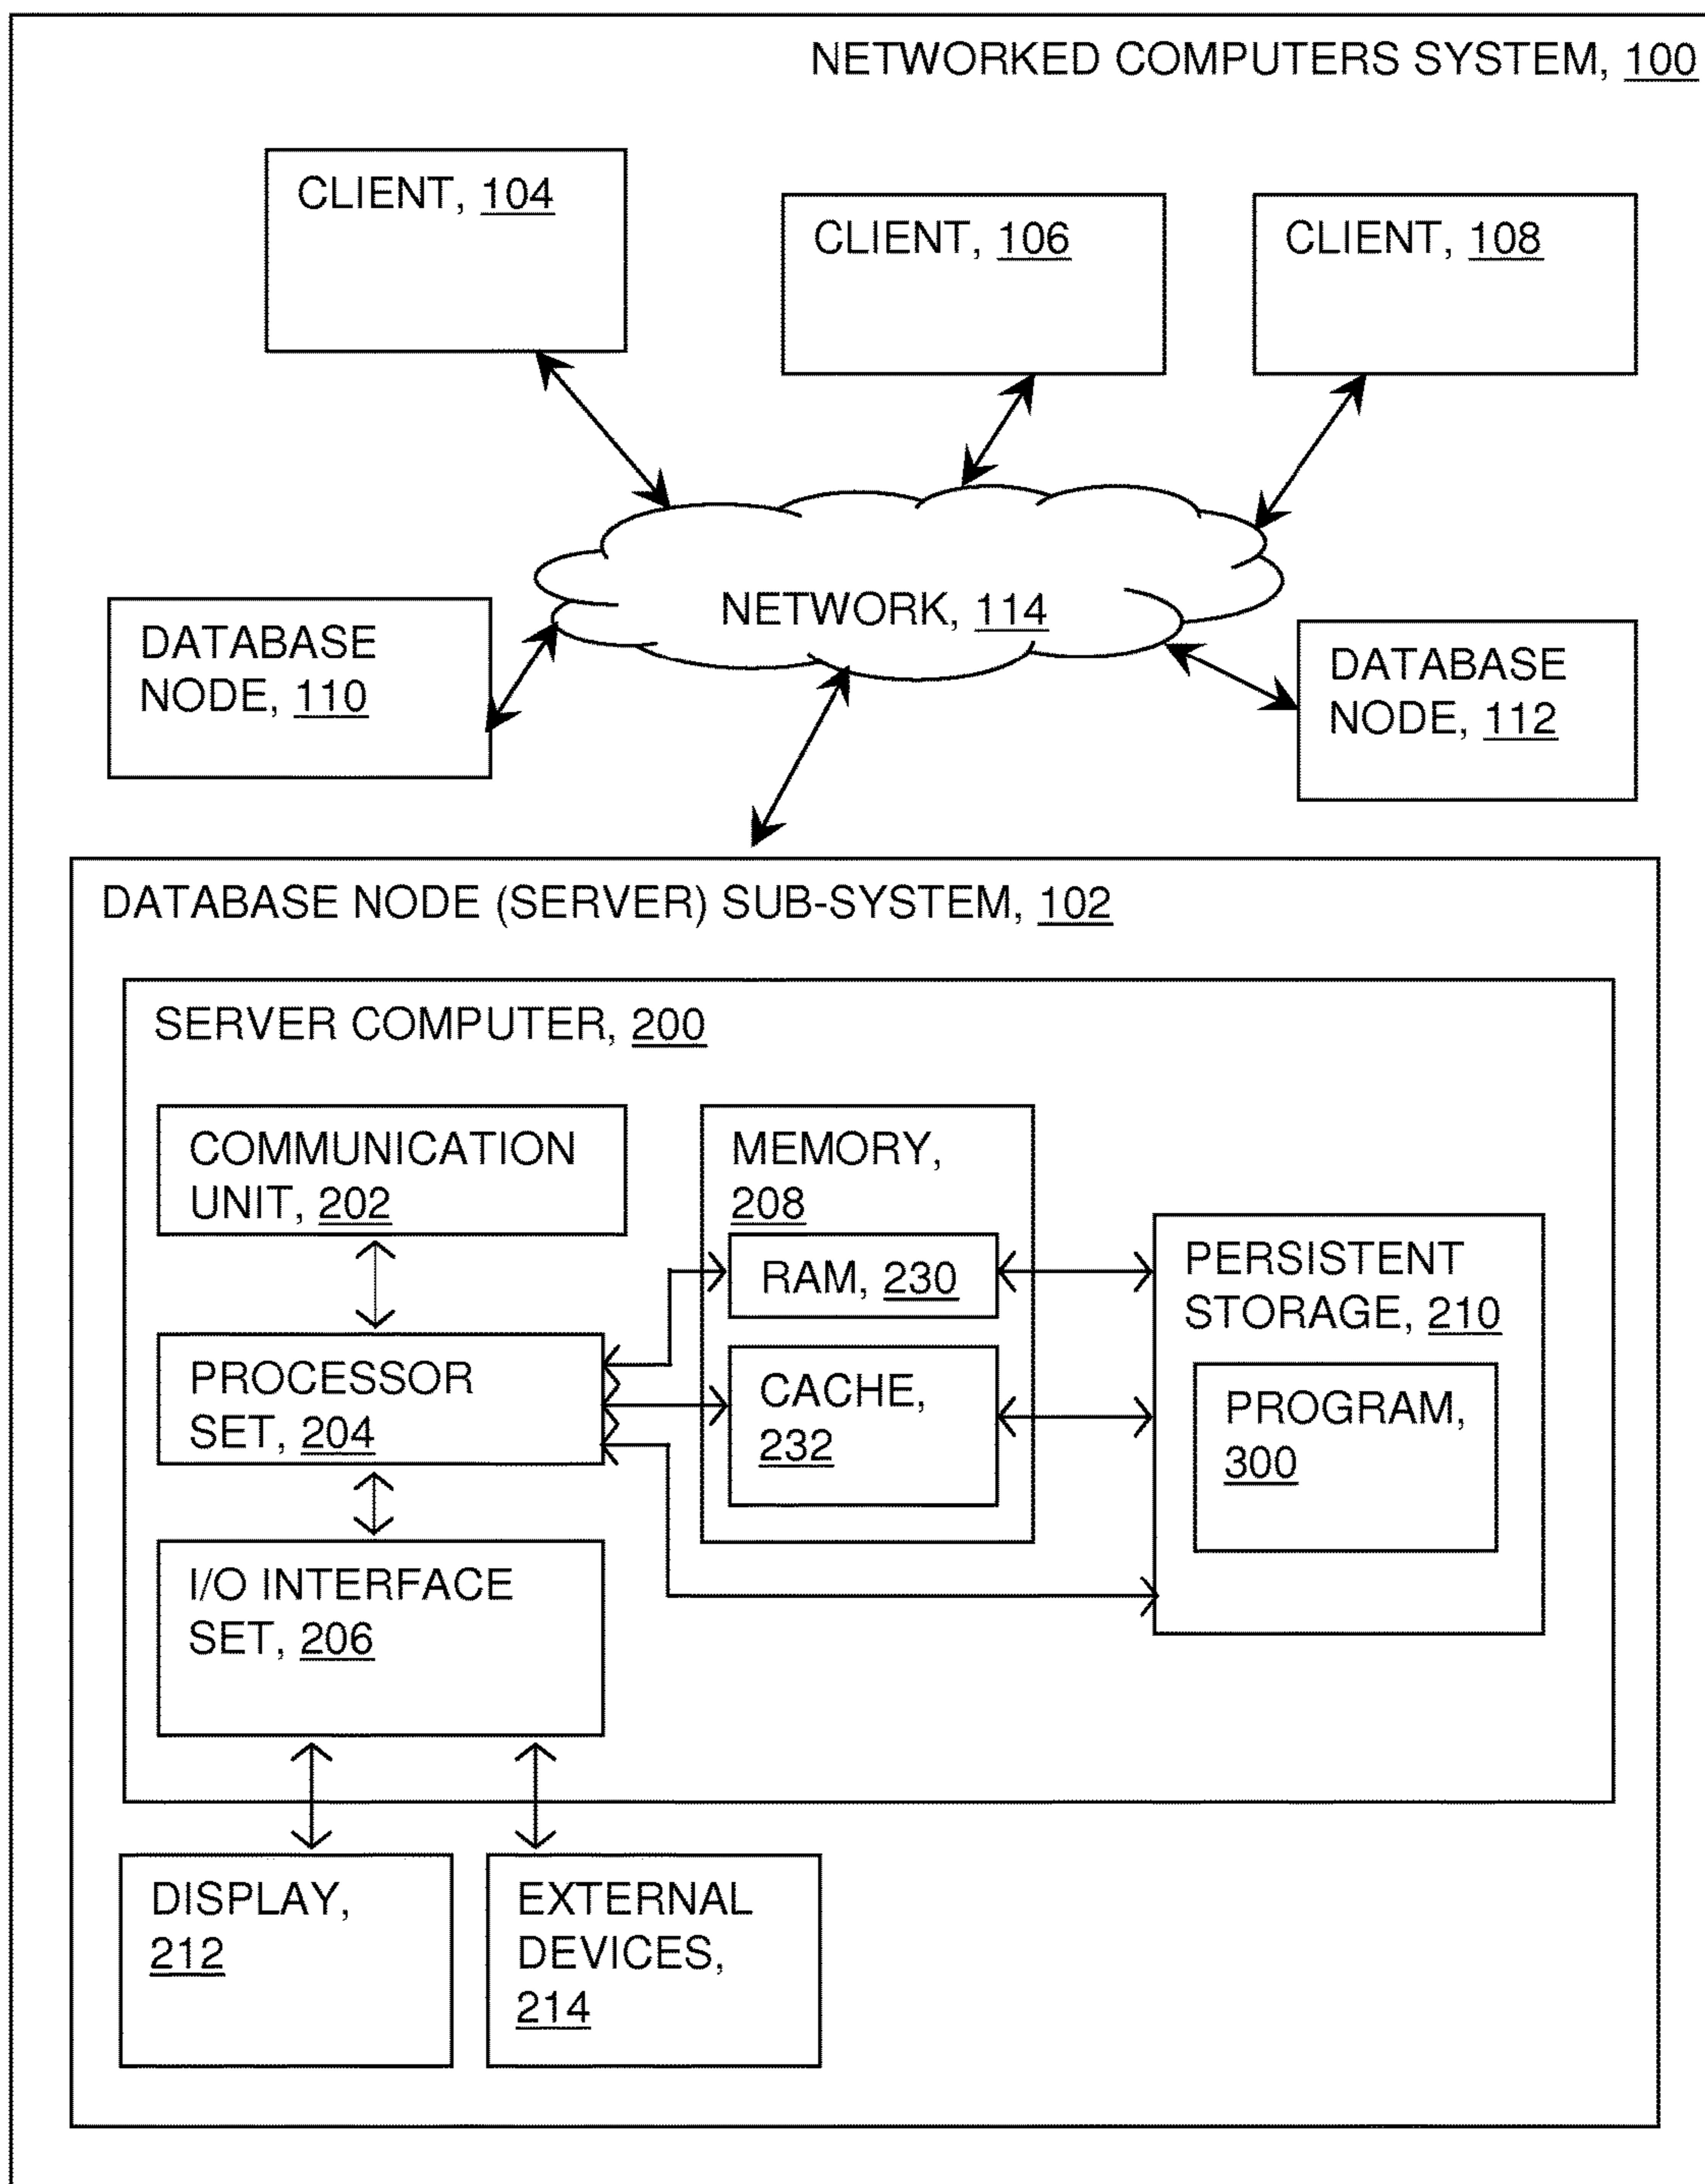 NETWORKED COMPUTERS SYSTEM, 100
CLIENT, 104
CLIENT, 106
CLIENT, 108
NETWORK, 114
DATABASE
NODE, 110
DATABASE
NODE, 112
DATABASE NODE (SERVER) SUB-SYSTEM, 102
SERVER COMPUTER, 200
COMMUNICATION
UNIT, 202
MEMORY,
208
RAM, 230
PERSISTENT
STORAGE, 210
PROCESSOR
SET, 204
CACHE,
232
PROGRAM,
300
I/O INTERFACE
SET, 206
DISPLAY,
212
EXTERNAL
DEVICES,
214